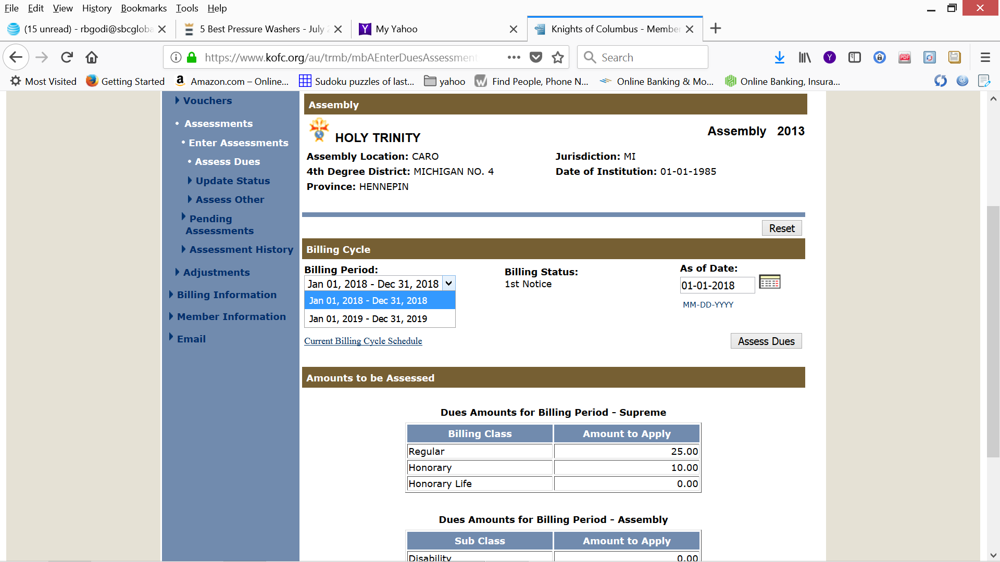 File Edit View History Bookmarks Tools Help
(15 unread) - rbgodi@sbcgloba
5 Best Pressure Washers - July 2
My Yahoo
Knights of Columbus - Member
https://www.kofc.org/au/trmb/mbAEnterDuesAssessment
Search
Most Visited Getting Started Amazon.com – Online... Sudoku puzzles of last... yahoo Find People, Phone N... Online Banking & Mo... Online Banking, Insura...
Vouchers
Assessments
Enter Assessments
Assess Dues
Update Status
Assess Other
Pending
Assessments
Assessment History
Adjustments
Billing Information
Member Information
Email
Assembly
HOLY TRINITY
Assembly 2013
Assembly Location: CARO
Jurisdiction: MI
4th Degree District: MICHIGAN NO. 4
Date of Institution: 01-01-1985
Province: HENNEPIN
Reset
Billing Cycle
Billing Period:
Jan 01, 2018 - Dec 31, 2018
Jan 01, 2018 - Dec 31, 2018
Jan 01, 2019 - Dec 31, 2019
Billing Status:
1st Notice
As of Date:
01-01-2018
MM-DD-YYYY
Current Billing Cycle Schedule
Assess Dues
Amounts to be Assessed
Dues Amounts for Billing Period - Supreme
Billing Class Amount to Apply
Regular 25.00
Honorary 10.00
Honorary Life 0.00
Dues Amounts for Billing Period - Assembly
Sub Class Amount to Apply
Disability 0.00